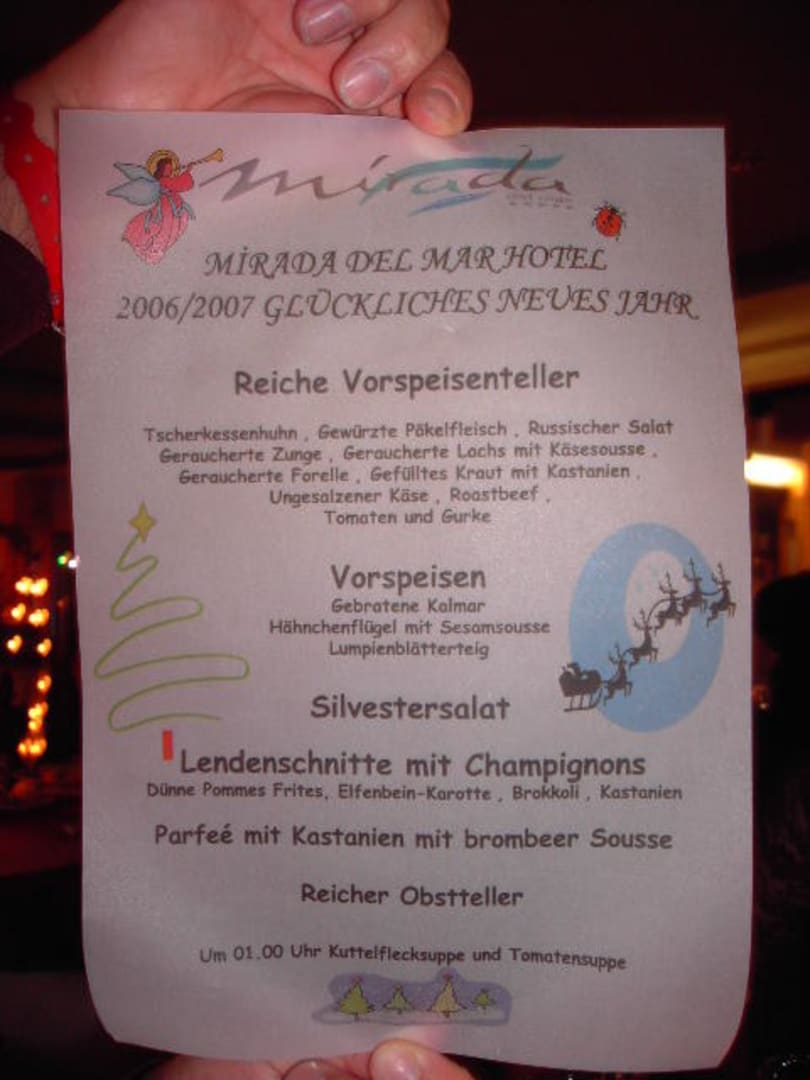 mirada
MİRADA DEL MAR HOTEL
2006/2007 GLÜCKLICHES NEUES JAHR
Reiche Vorspeisenteller
Tscherkessenhuhn , Gewürzte Pökelfleisch , Russischer Salat
Geraucherte Zunge , Geraucherte Lachs mit Käsesousse ,
Geraucherte Forelle , Gefülltes Kraut mit Kastanien ,
Ungesalzener Käse , Roastbeef ,
Tomaten und Gurke
Vorspeisen
Gebratene Kalmar
Hähnchenflügel mit Sesamsousse
Lumpienblätterteig
Silvestersalat
Lendenschnitte mit Champignons
Dünne Pommes Frites, Elfenbein-Karotte , Brokkoli , Kastanien
Parfeé mit Kastanien mit brombeer Sousse
Reicher Obstteller
Um 01.00 Uhr Kuttelflecksuppe und Tomatensuppe